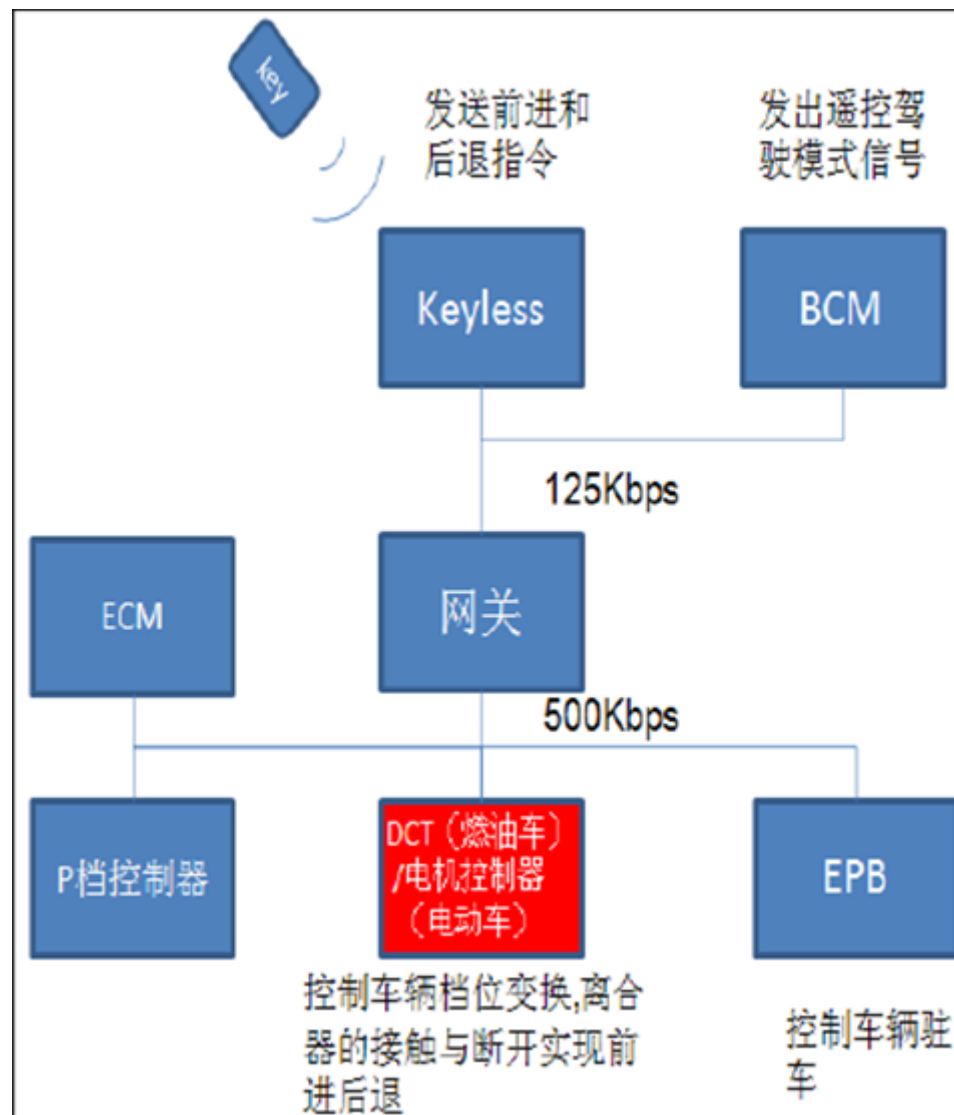 key
发送前进和
后退指令
发出遥控驾
驶模式信号
Keyless
BCM
125Kbps
ECM
网关
500Kbps
P档控制器
DCT（燃油车）
/电机控制器
（电动车）
EPB
控制车辆档位变换,离合
器的接触与断开实现前
进后退
控制车辆驻
车